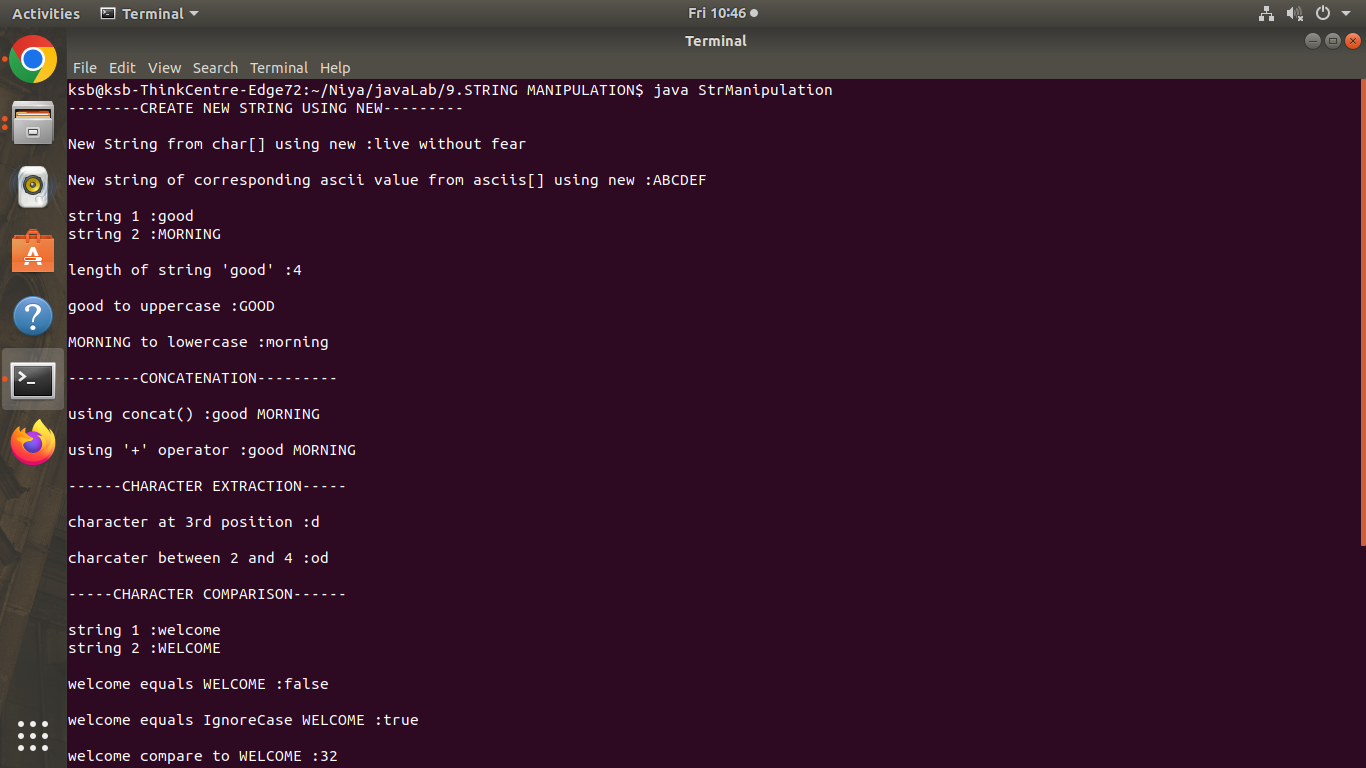 Activities Terminal Fri 10:46
Terminal
File Edit View Search Terminal Help
ksb@ksb-ThinkCentre-Edge72:~/Niya/javaLab/9.STRING MANIPULATION$ java StrManipulation
--------CREATE NEW STRING USING NEW---------
New String from char[] using new :live without fear
New string of corresponding ascii value from asciis[] using new :ABCDEF
string 1 :good
string 2 :MORNING
length of string 'good' :4
good to uppercase :GOOD
MORNING to lowercase :morning
--------CONCATENATION---------
using concat() :good MORNING
using '+' operator :good MORNING
------CHARACTER EXTRACTION-----
character at 3rd position :d
charcater between 2 and 4 :od
-----CHARACTER COMPARISON------
string 1 :welcome
string 2 :WELCOME
welcome equals WELCOME :false
welcome equals IgnoreCase WELCOME :true
welcome compare to WELCOME :32